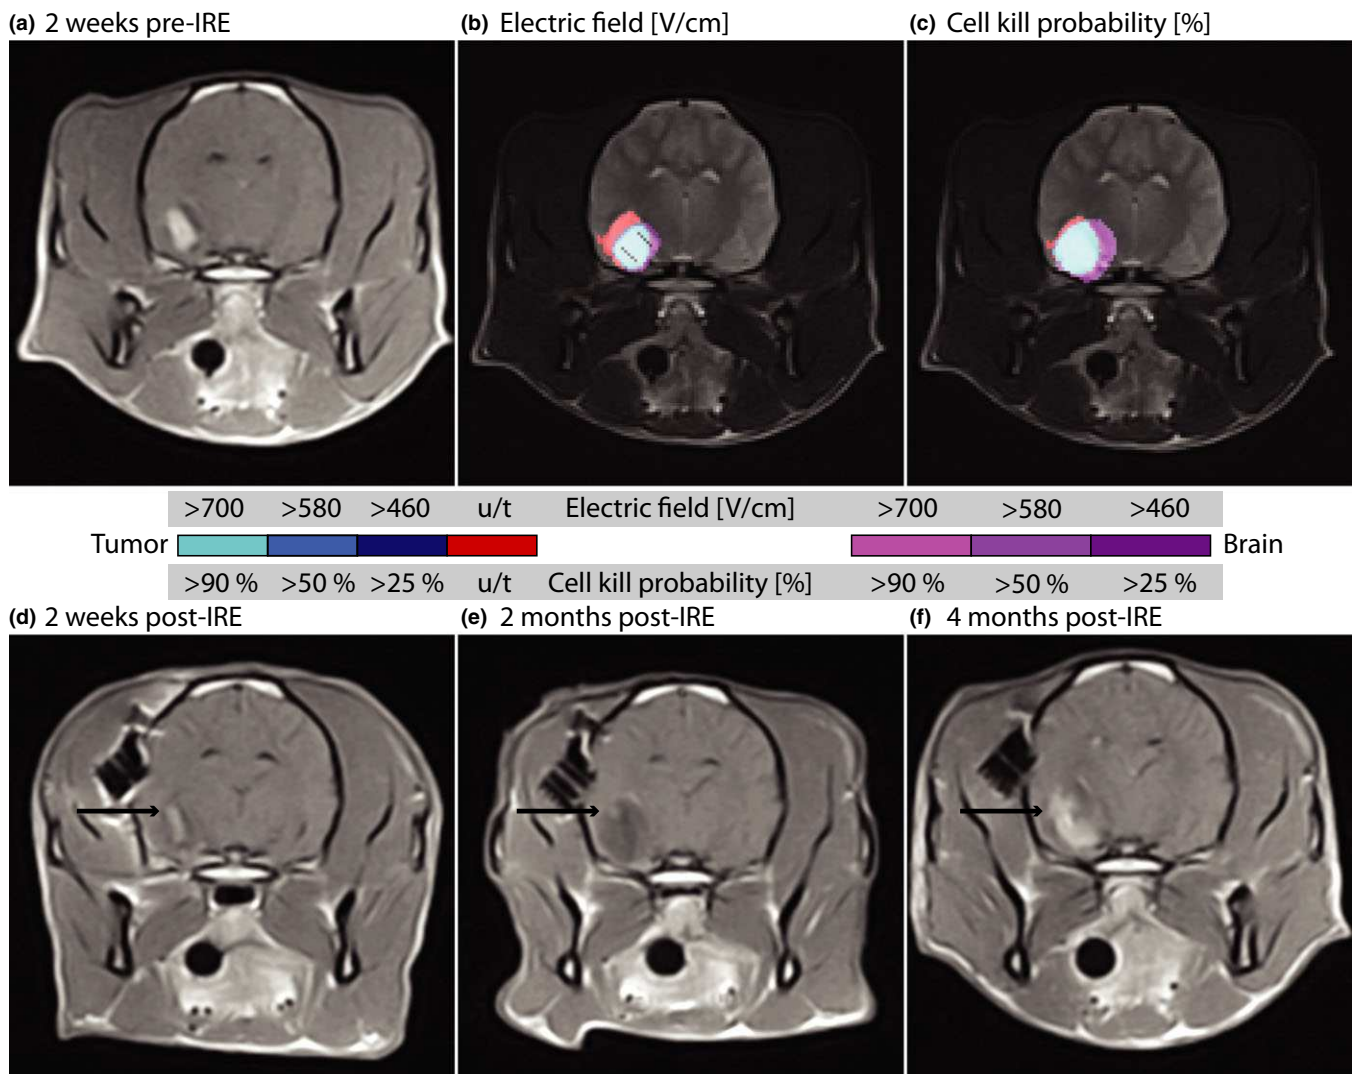 (a) 2 weeks pre-IRE
(b) Electric field [V/cm]
(c) Cell kill probability [%]
>700 >580 >460 u/t Electric field [V/cm] >700 >580 >460
Tumor Brain
>90 % >50 % >25 % u/t Cell kill probability [%] >90 % >50 % >25 %
(d) 2 weeks post-IRE
(e) 2 months post-IRE
(f) 4 months post-IRE